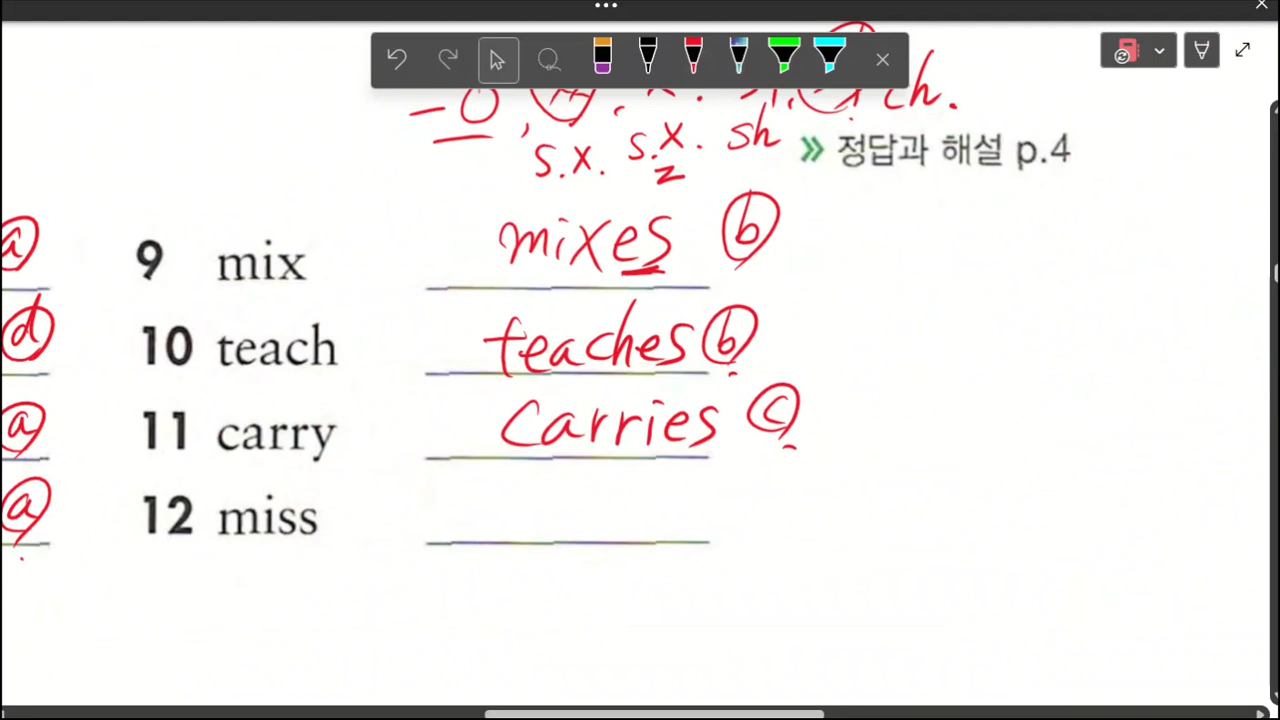 -o
ch.
s.x. s.x. sh
z
» 정답과 해설 p.4
ⓐ 9 mix mixes ⓑ
ⓓ 10 teach teaches ⓑ
ⓐ 11 carry carries ⓒ
ⓐ 12 miss